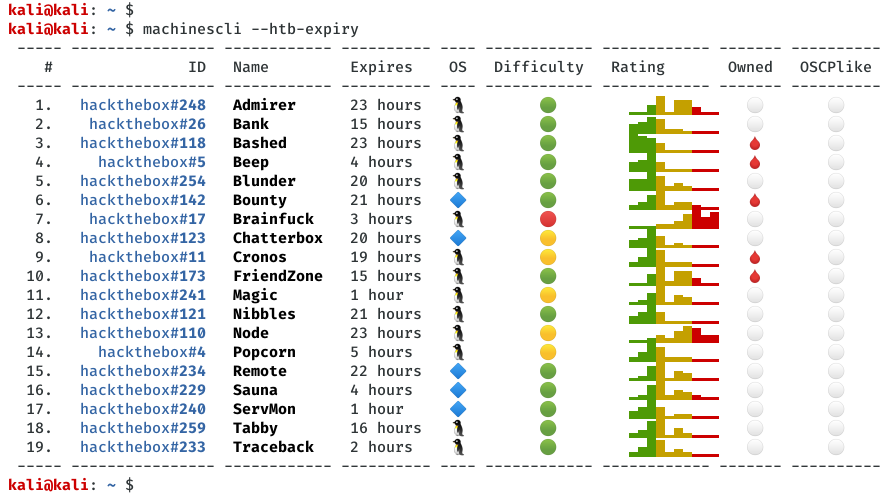 kali@kali: ~ $
kali@kali: ~ $ machinescli --htb-expiry
----- ---------------- ------------ --------- ---- ------------ ------------- ------- ----------
# ID Name Expires OS Difficulty Rating Owned OSCPlike
----- ---------------- ------------ --------- ---- ------------ ------------- ------- ----------
1. hackthebox#248 Admirer 23 hours
2. hackthebox#26 Bank 15 hours
3. hackthebox#118 Bashed 23 hours
4. hackthebox#5 Beep 4 hours
5. hackthebox#254 Blunder 20 hours
6. hackthebox#142 Bounty 21 hours
7. hackthebox#17 Brainfuck 3 hours
8. hackthebox#123 Chatterbox 20 hours
9. hackthebox#11 Cronos 19 hours
10. hackthebox#173 FriendZone 15 hours
11. hackthebox#241 Magic 1 hour
12. hackthebox#121 Nibbles 21 hours
13. hackthebox#110 Node 23 hours
14. hackthebox#4 Popcorn 5 hours
15. hackthebox#234 Remote 22 hours
16. hackthebox#229 Sauna 4 hours
17. hackthebox#240 ServMon 1 hour
18. hackthebox#259 Tabby 16 hours
19. hackthebox#233 Traceback 2 hours
----- ---------------- ------------ --------- ---- ------------ ------------- ------- ----------
kali@kali: ~ $